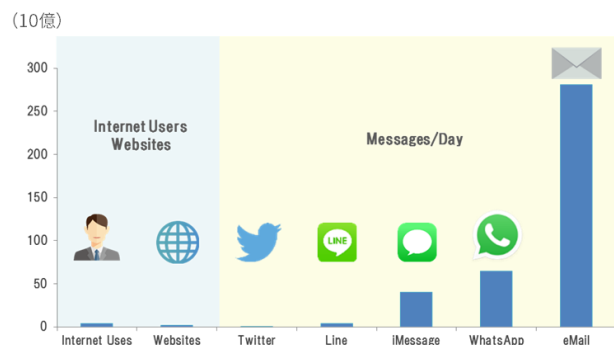 （10億）
300
250
200
150
100
50
0
Internet Users
Websites
Messages/Day
LINE
Internet Uses
Websites
Twitter
Line
iMessage
WhatsApp
eMail